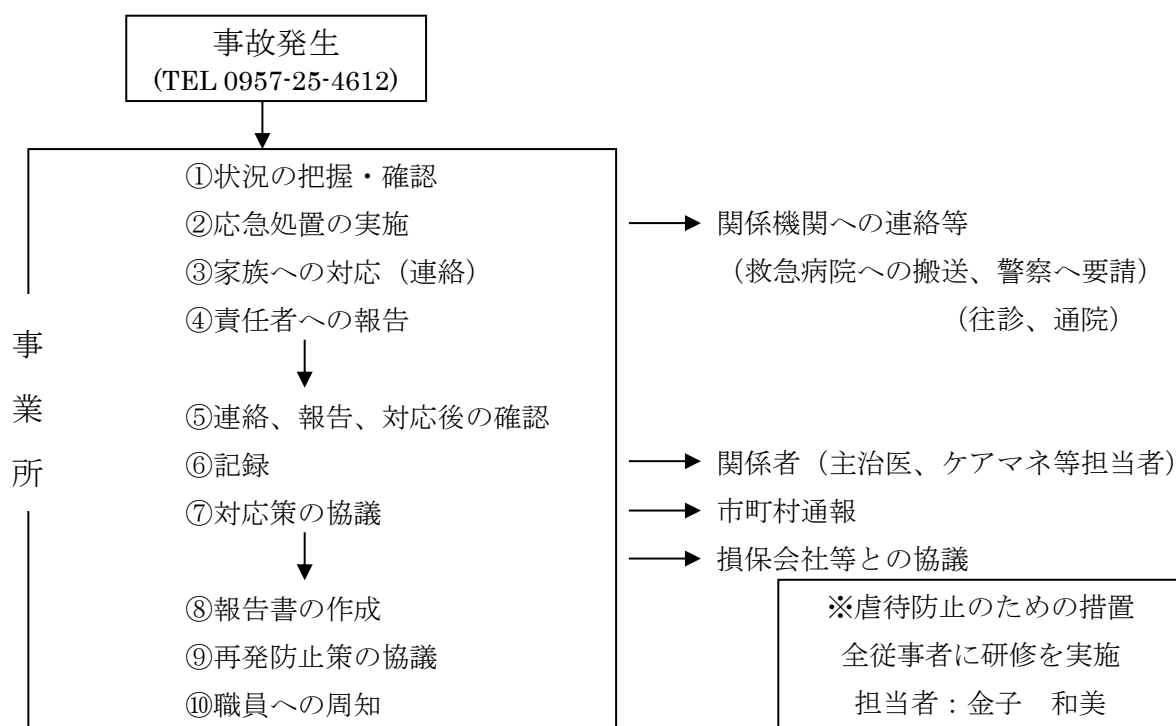 事故発生
(TEL 0957-25-4612)
①状況の把握・確認
②応急処置の実施
関係機関への連絡等
③家族への対応（連絡）
（救急病院への搬送、警察へ要請）
④責任者への報告
（往診、通院）
事業所
⑤連絡、報告、対応後の確認
⑥記録
関係者（主治医、ケアマネ等担当者）
⑦対応策の協議
市町村通報
損保会社等との協議
⑧報告書の作成
※虐待防止のための措置
⑨再発防止策の協議
全従事者に研修を実施
⑩職員への周知
担当者：金子　和美